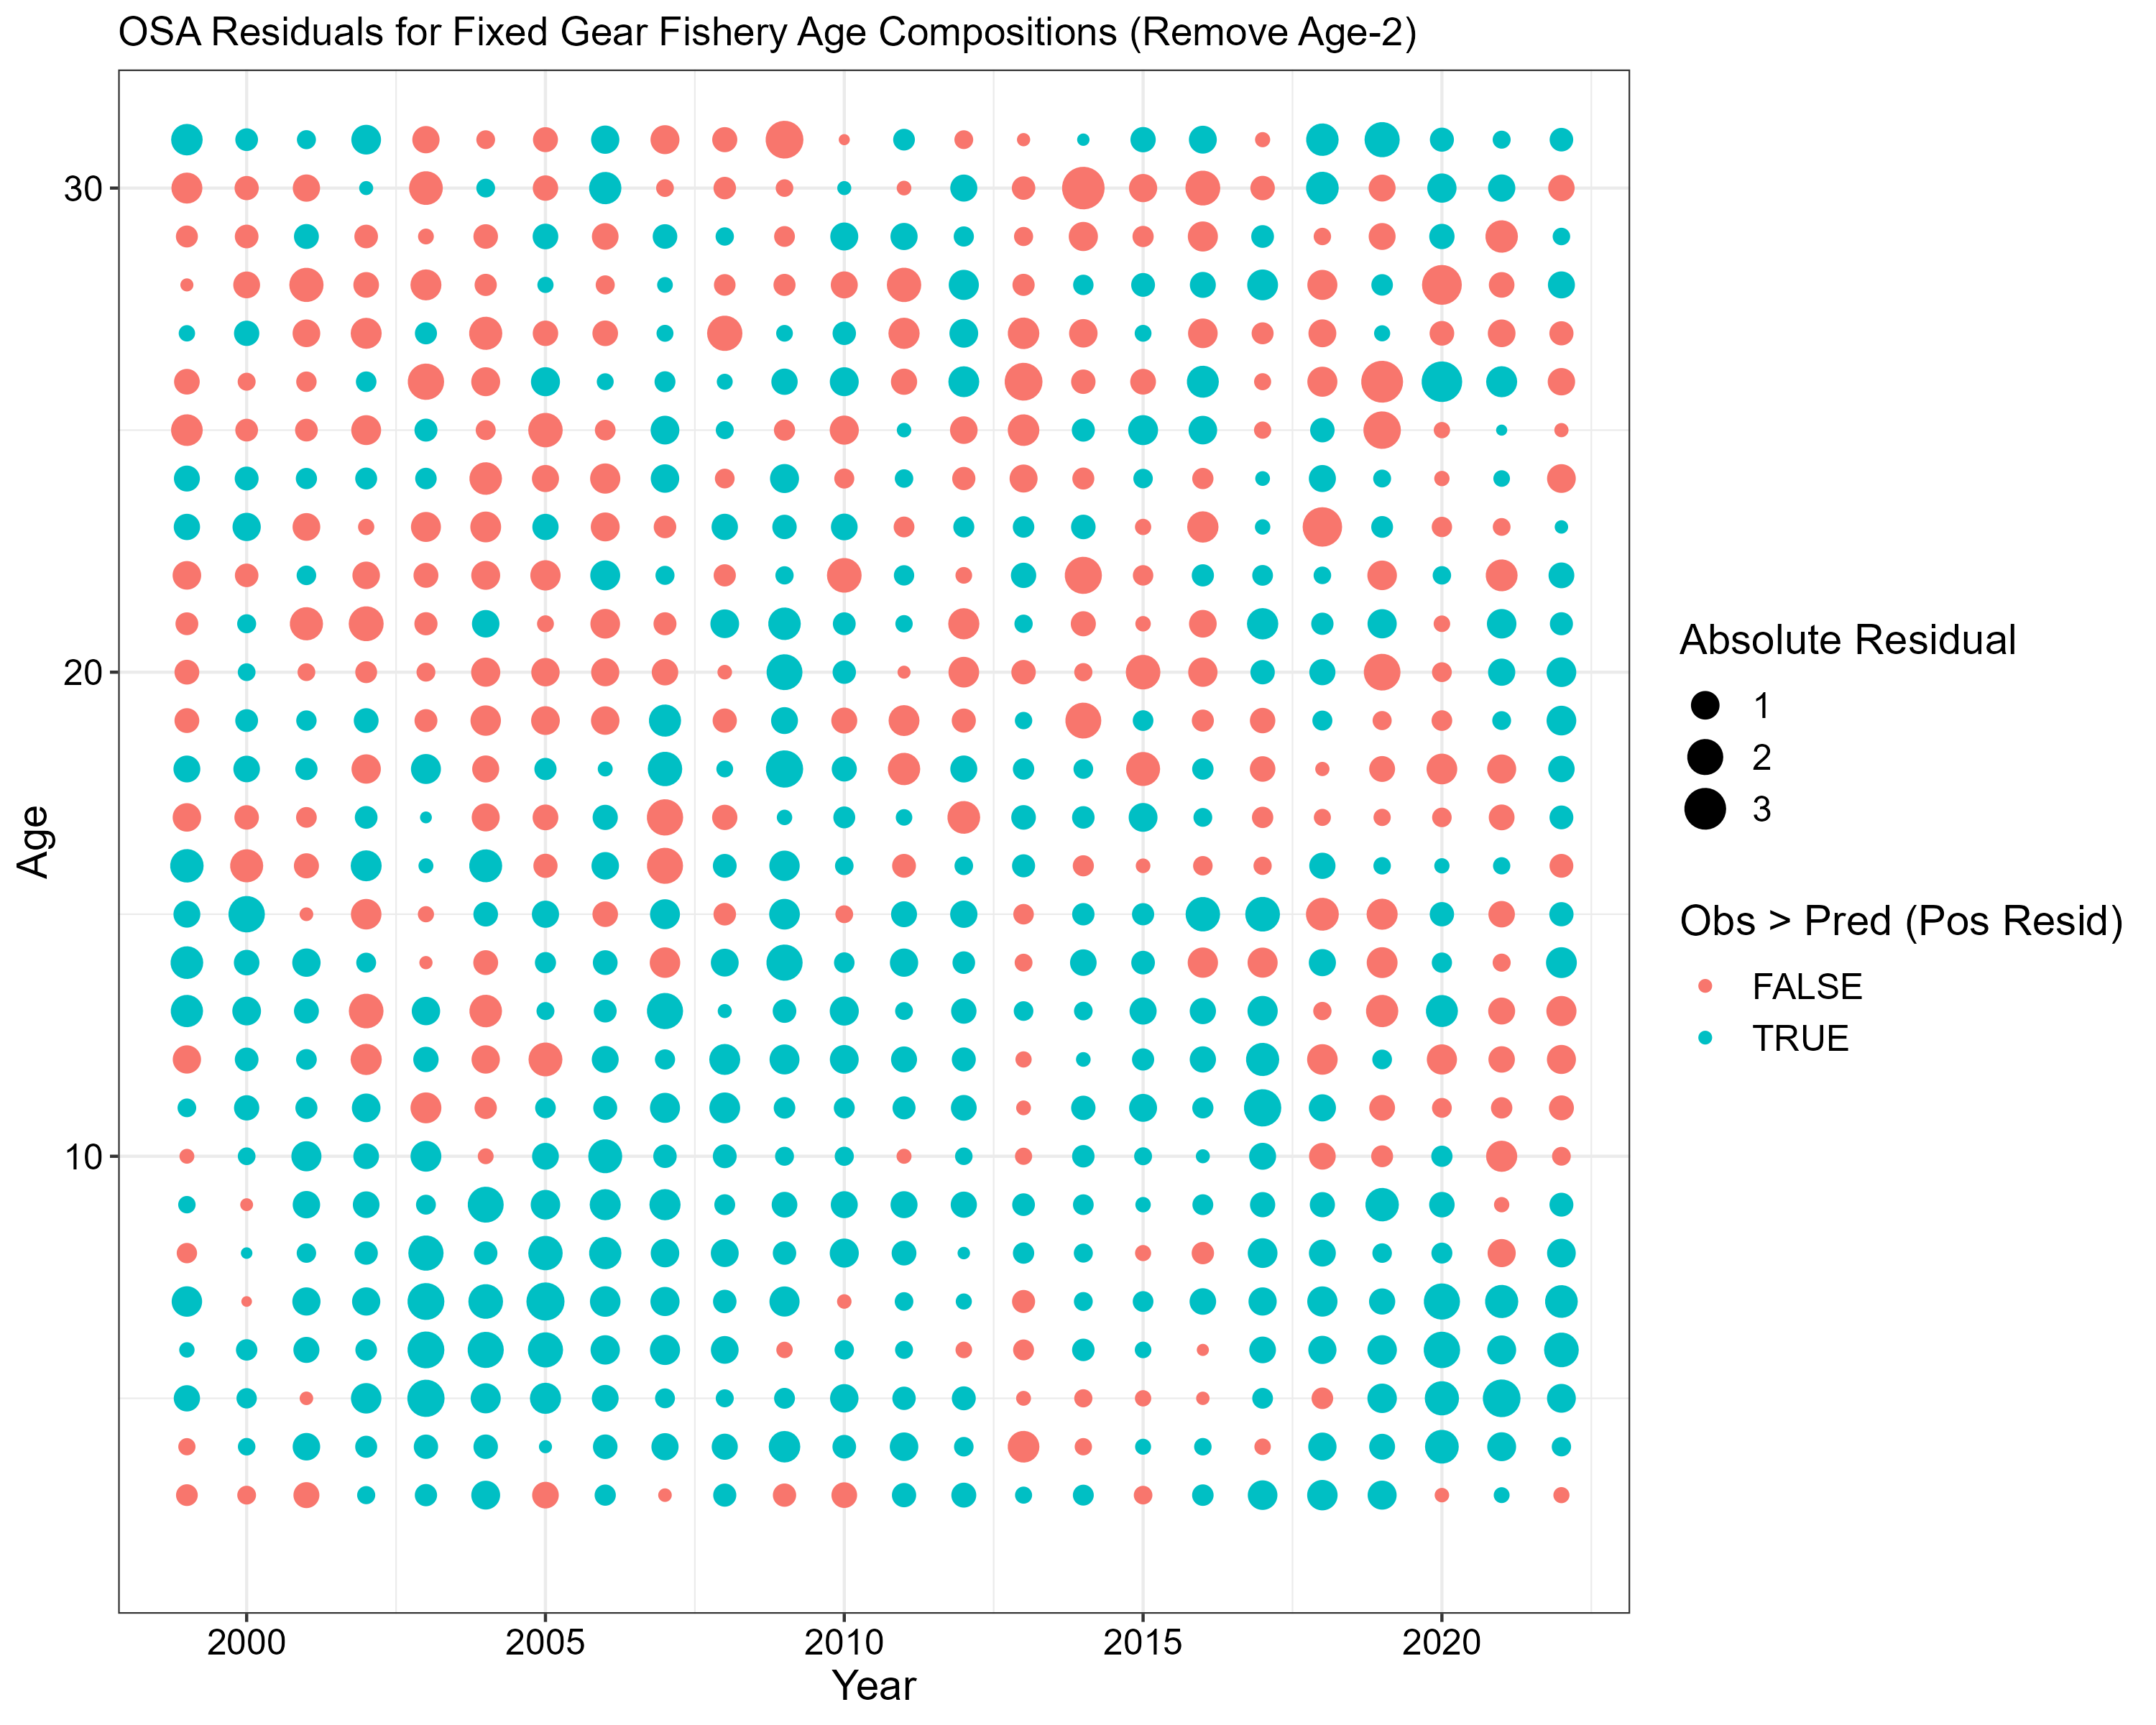 OSA Residuals for Fixed Gear Fishery Age Compositions (Remove Age-2)
30
20
10
Age
2000 2005 2010 2015 2020
Year
Absolute Residual
1
2
3
Obs > Pred (Pos Resid)
FALSE
TRUE